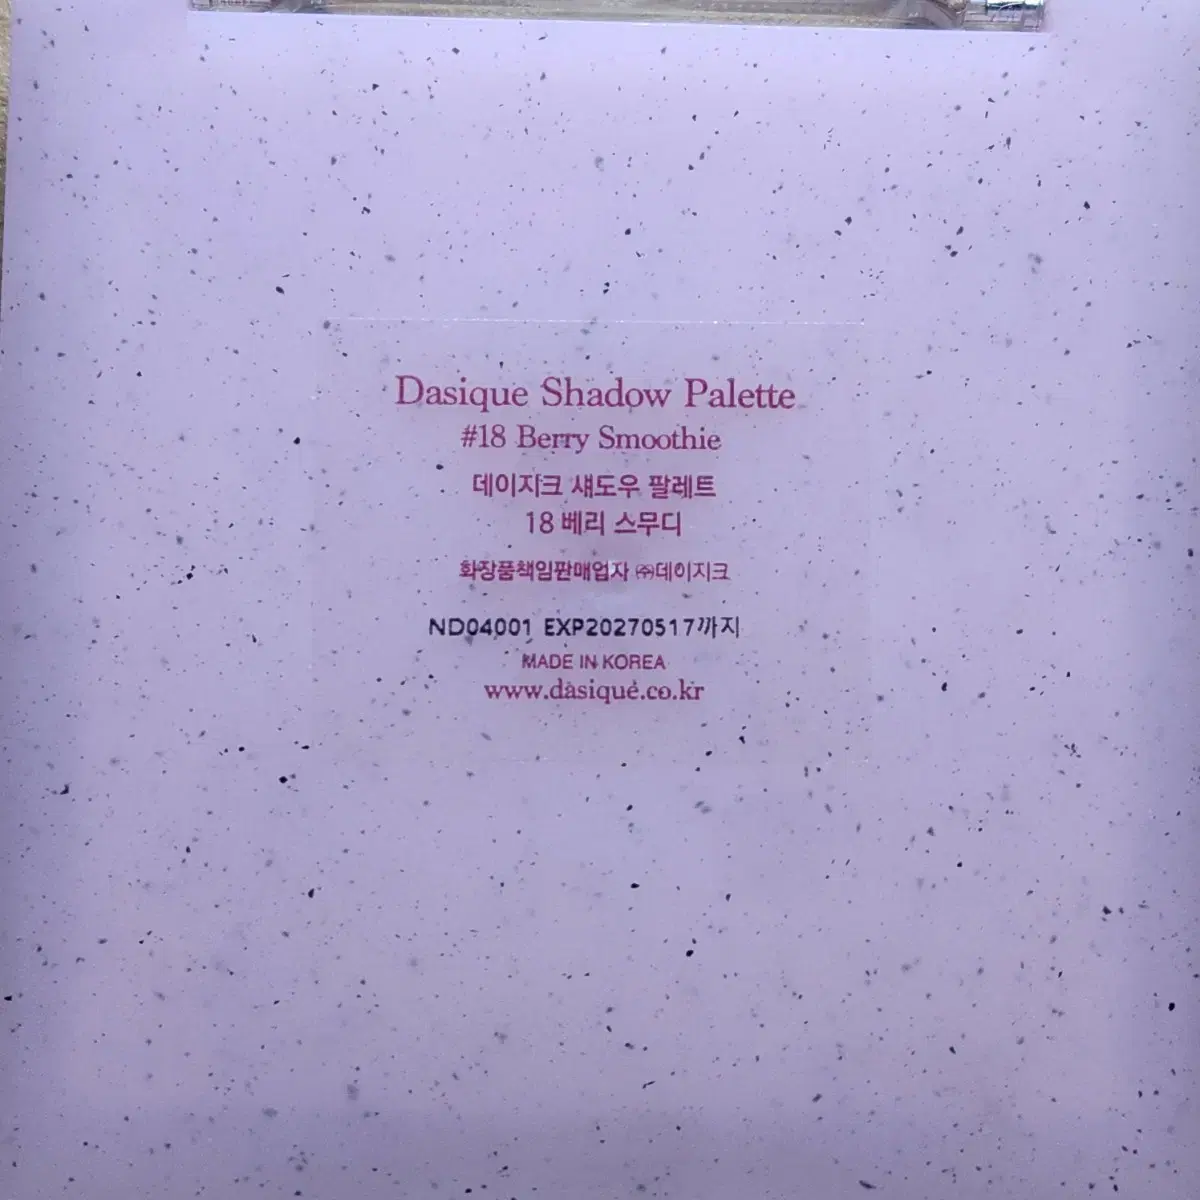 Dasique Shadow Palette
#18 Berry Smoothie
데이지크 섀도우 팔레트
18 베리 스무디
화장품책임판매업자 ㈜데이지크
ND04001 EXP20270517까지
MADE IN KOREA
www.dasique.co.kr